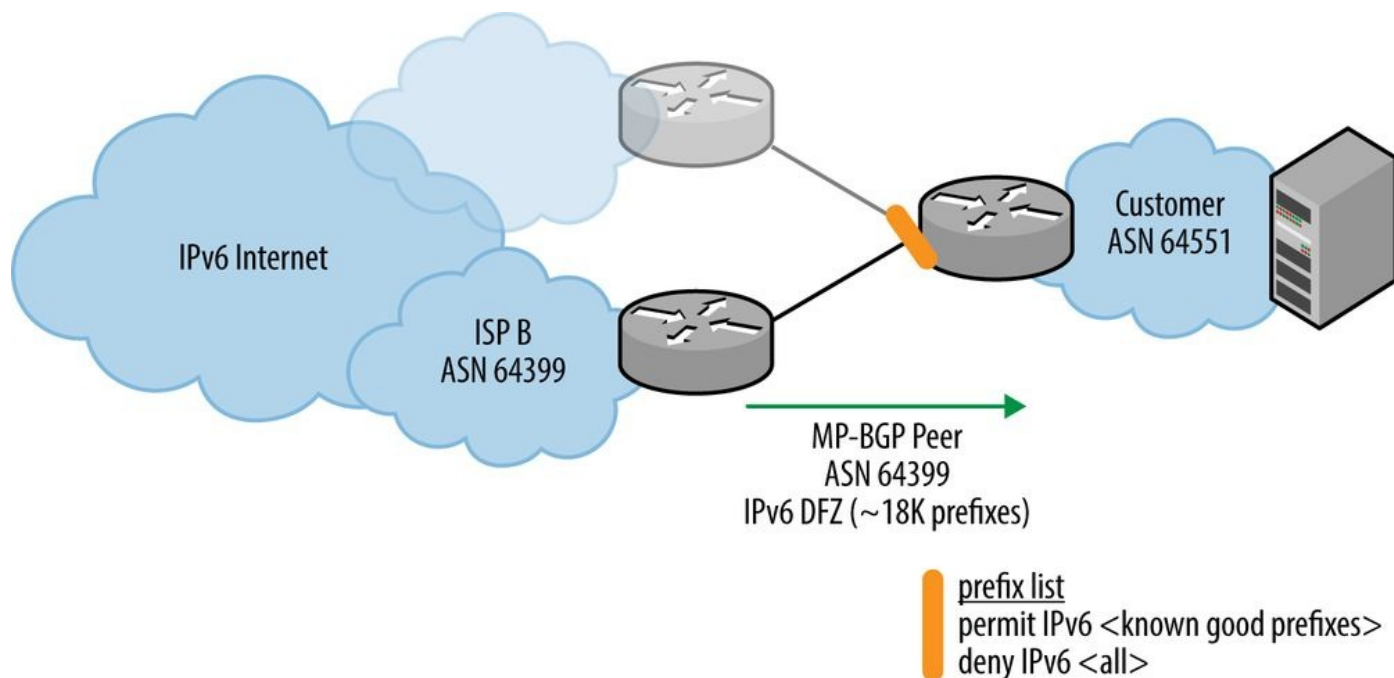 IPv6 Internet
ISP B
ASN 64399
Customer
ASN 64551
MP-BGP Peer
ASN 64399
IPv6 DFZ (~18K prefixes)
prefix list
permit IPv6 <known good prefixes>
deny IPv6 <all>